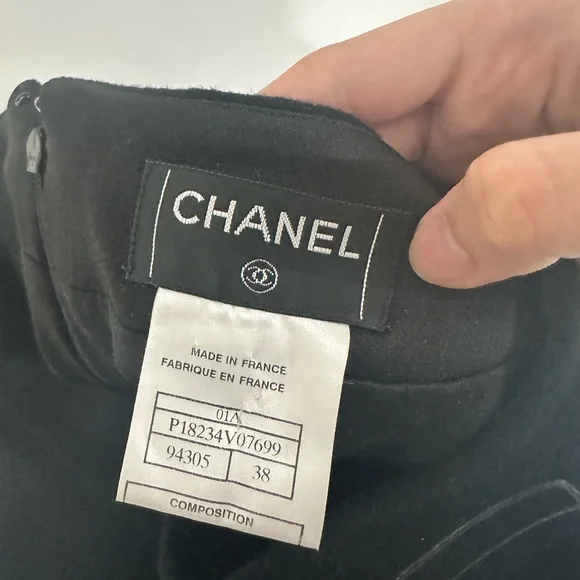 CHANEL
MADE IN FRANCE
FABRIQUE EN FRANCE
01A
P18234V07699
94305 38
COMPOSITION